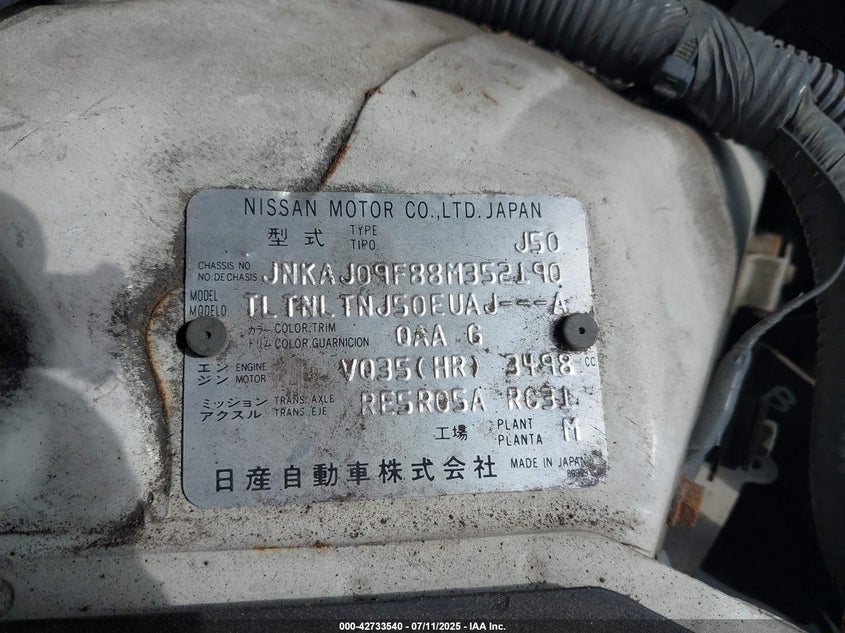 NISSAN MOTOR CO.,LTD. JAPAN
型式 TYPE TIPO J50
CHASSIS NO. NO.DE CHASIS JNKAJ09F88M352190
MODEL MODELO TLTNLTNJ50EUAJ---A
カラー COLOR,TRIM トリム COLOR,GUARNICION QAA G
エンジン ENGINE MOTOR VQ35(HR) 3498 CC
ミッション アクスル TRANS.,AXLE TRANS.,EJE RE5R05A RC31
工場 PLANT PLANTA M
日産自動車株式会社 MADE IN JAPAN
000-42733540 - 07/11/2025 - IAA Inc.